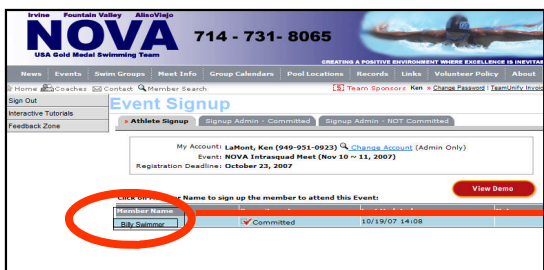 Irvine Fountain Valley AlisoViejo
NOVA
USA Gold Medal Swimming Team
714 - 731- 8065
CREATING A POSITIVE ENVIRONMENT WHERE EXCELLENCE IS INEVITAB
News Events Swim Groups Meet Info Group Calendars Pool Locations Records Links Volunteer Policy About
Home Coaches Contact Member Search Team Sponsors Ken » Change Password | TeamUnify Invoic
Sign Out
Interactive Tutorials
Feedback Zone
Event Signup
» Athlete Signup Signup Admin - Committed Signup Admin - NOT Committed
My Account: LaMont, Ken (949-951-0923) Change Account (Admin Only)
Event: NOVA Intrasquad Meet (Nov 10 ~ 11, 2007)
Registration Deadline: October 23, 2007
View Demo
Click on Member Name to sign up the member to attend this Event:
Member Name
Billy Swimmer Committed 10/19/07 14:08